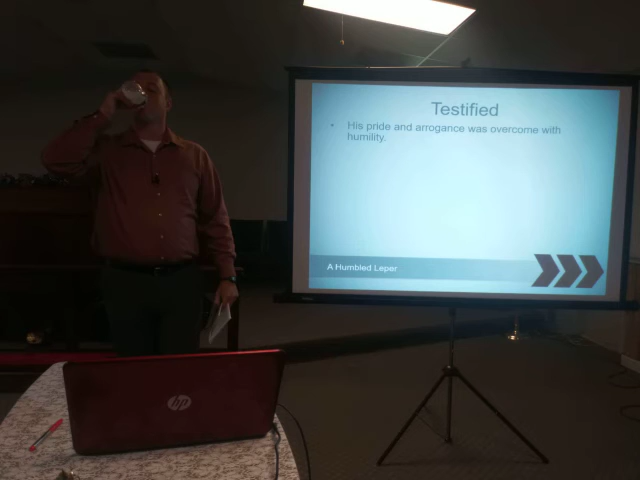 Testified
• His pride and arrogance was overcome with
humility.
A Humbled Leper
hp